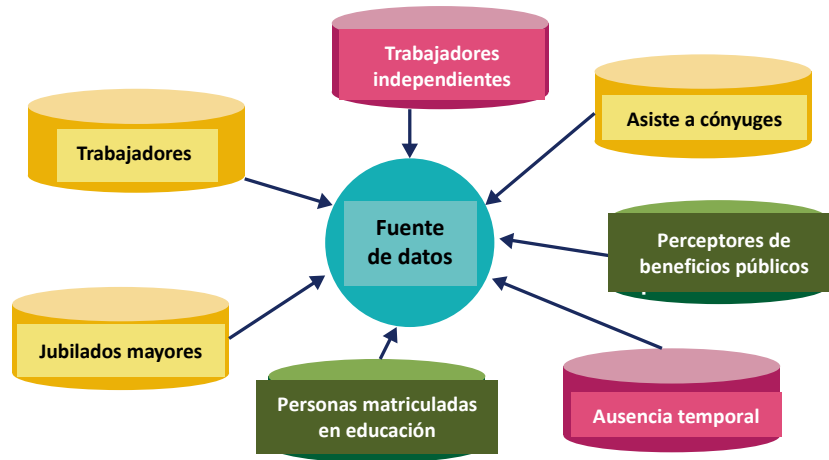 Trabajadores
independientes
Asiste a cónyuges
Trabajadores
Fuente
de datos
Perceptores de
beneficios públicos
Jubilados mayores
Personas matriculadas
en educación
Ausencia temporal